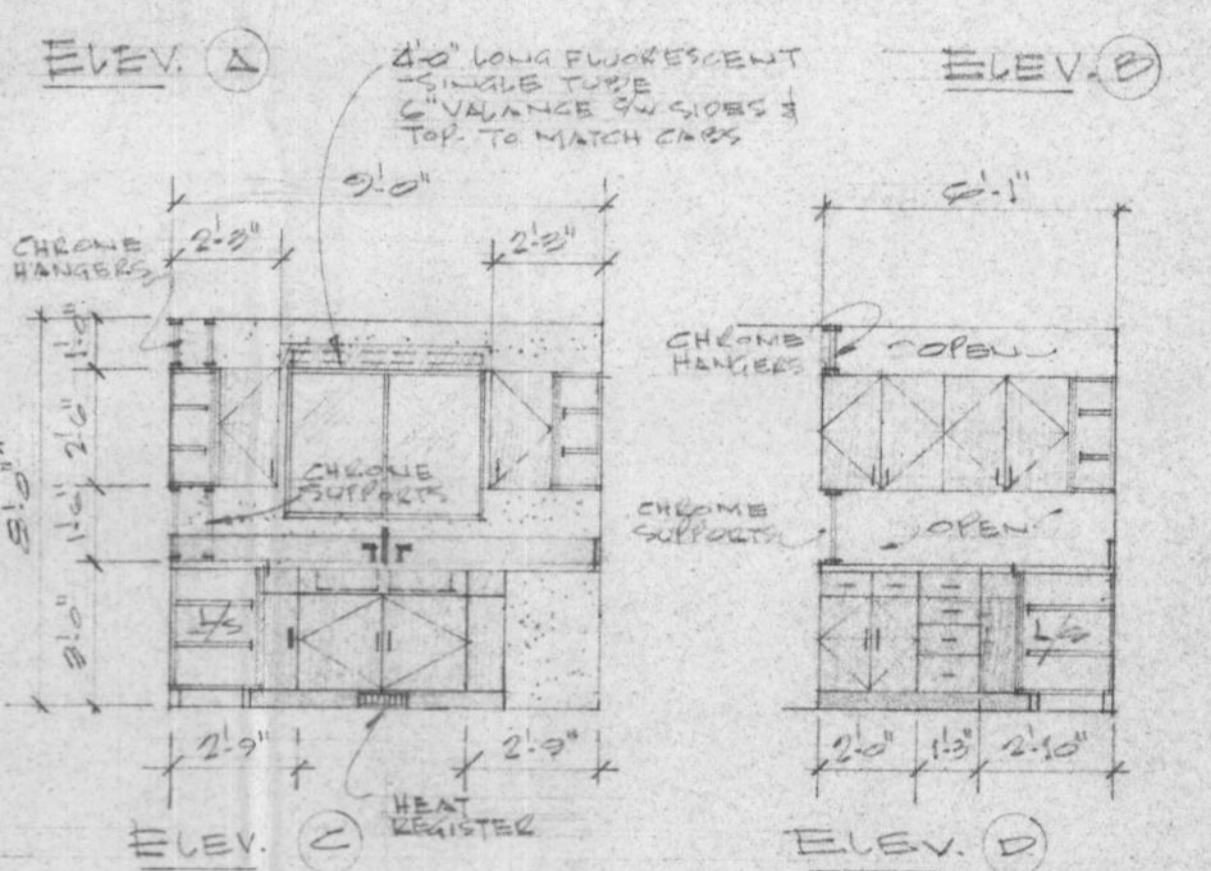 ELEV. A
4'-0" LONG FLUORESCENT
-SINGLE TUBE
6" VALANCE SIDES &
TOP- TO MATCH CABS
ELEV. B
9'-0"
CHRONE
HANGERS
2'-3"
2'-3"
8'-0"
1'-0"
2'-6"
1'-6"
3'-0"
CHROME
SUPPORTS
L/S
2'-9"
2'-9"
HEAT
REGISTER
ELEV. C
6'-1"
CHROME
HANGERS
OPEN
CHROME
SUPPORTS
OPEN
L/S
2'-0"
1'-3"
2'-10"
ELEV. D